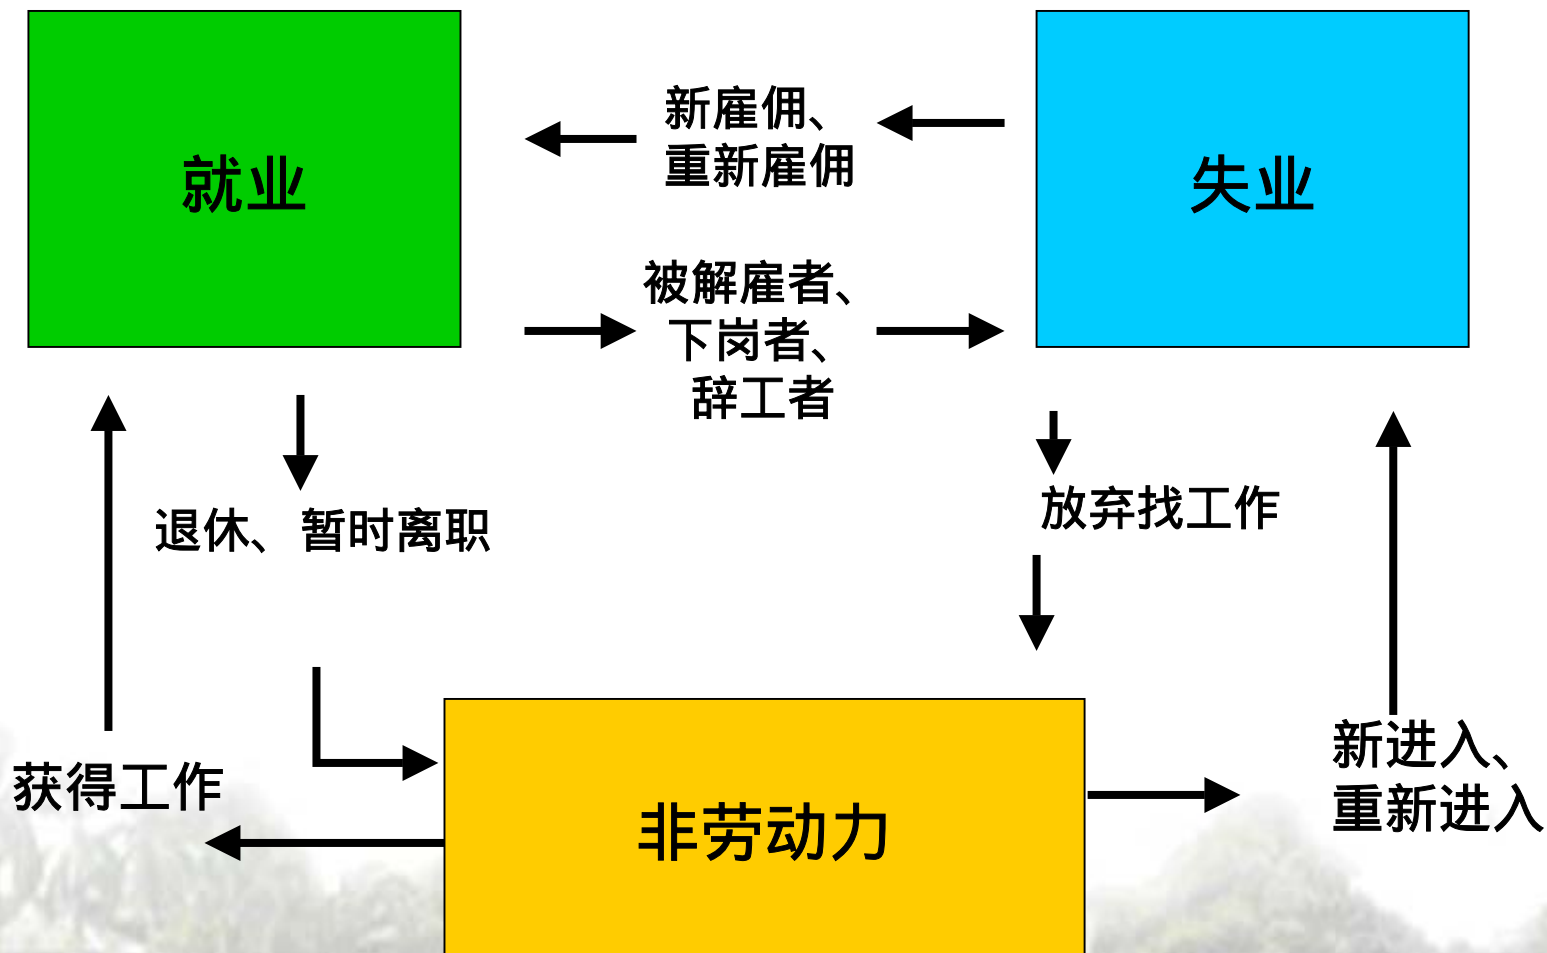 就业
新雇佣、
重新雇佣
失业
被解雇者、
下岗者、
辞工者
退休、暂时离职
放弃找工作
获得工作
非劳动力
新进入、
重新进入